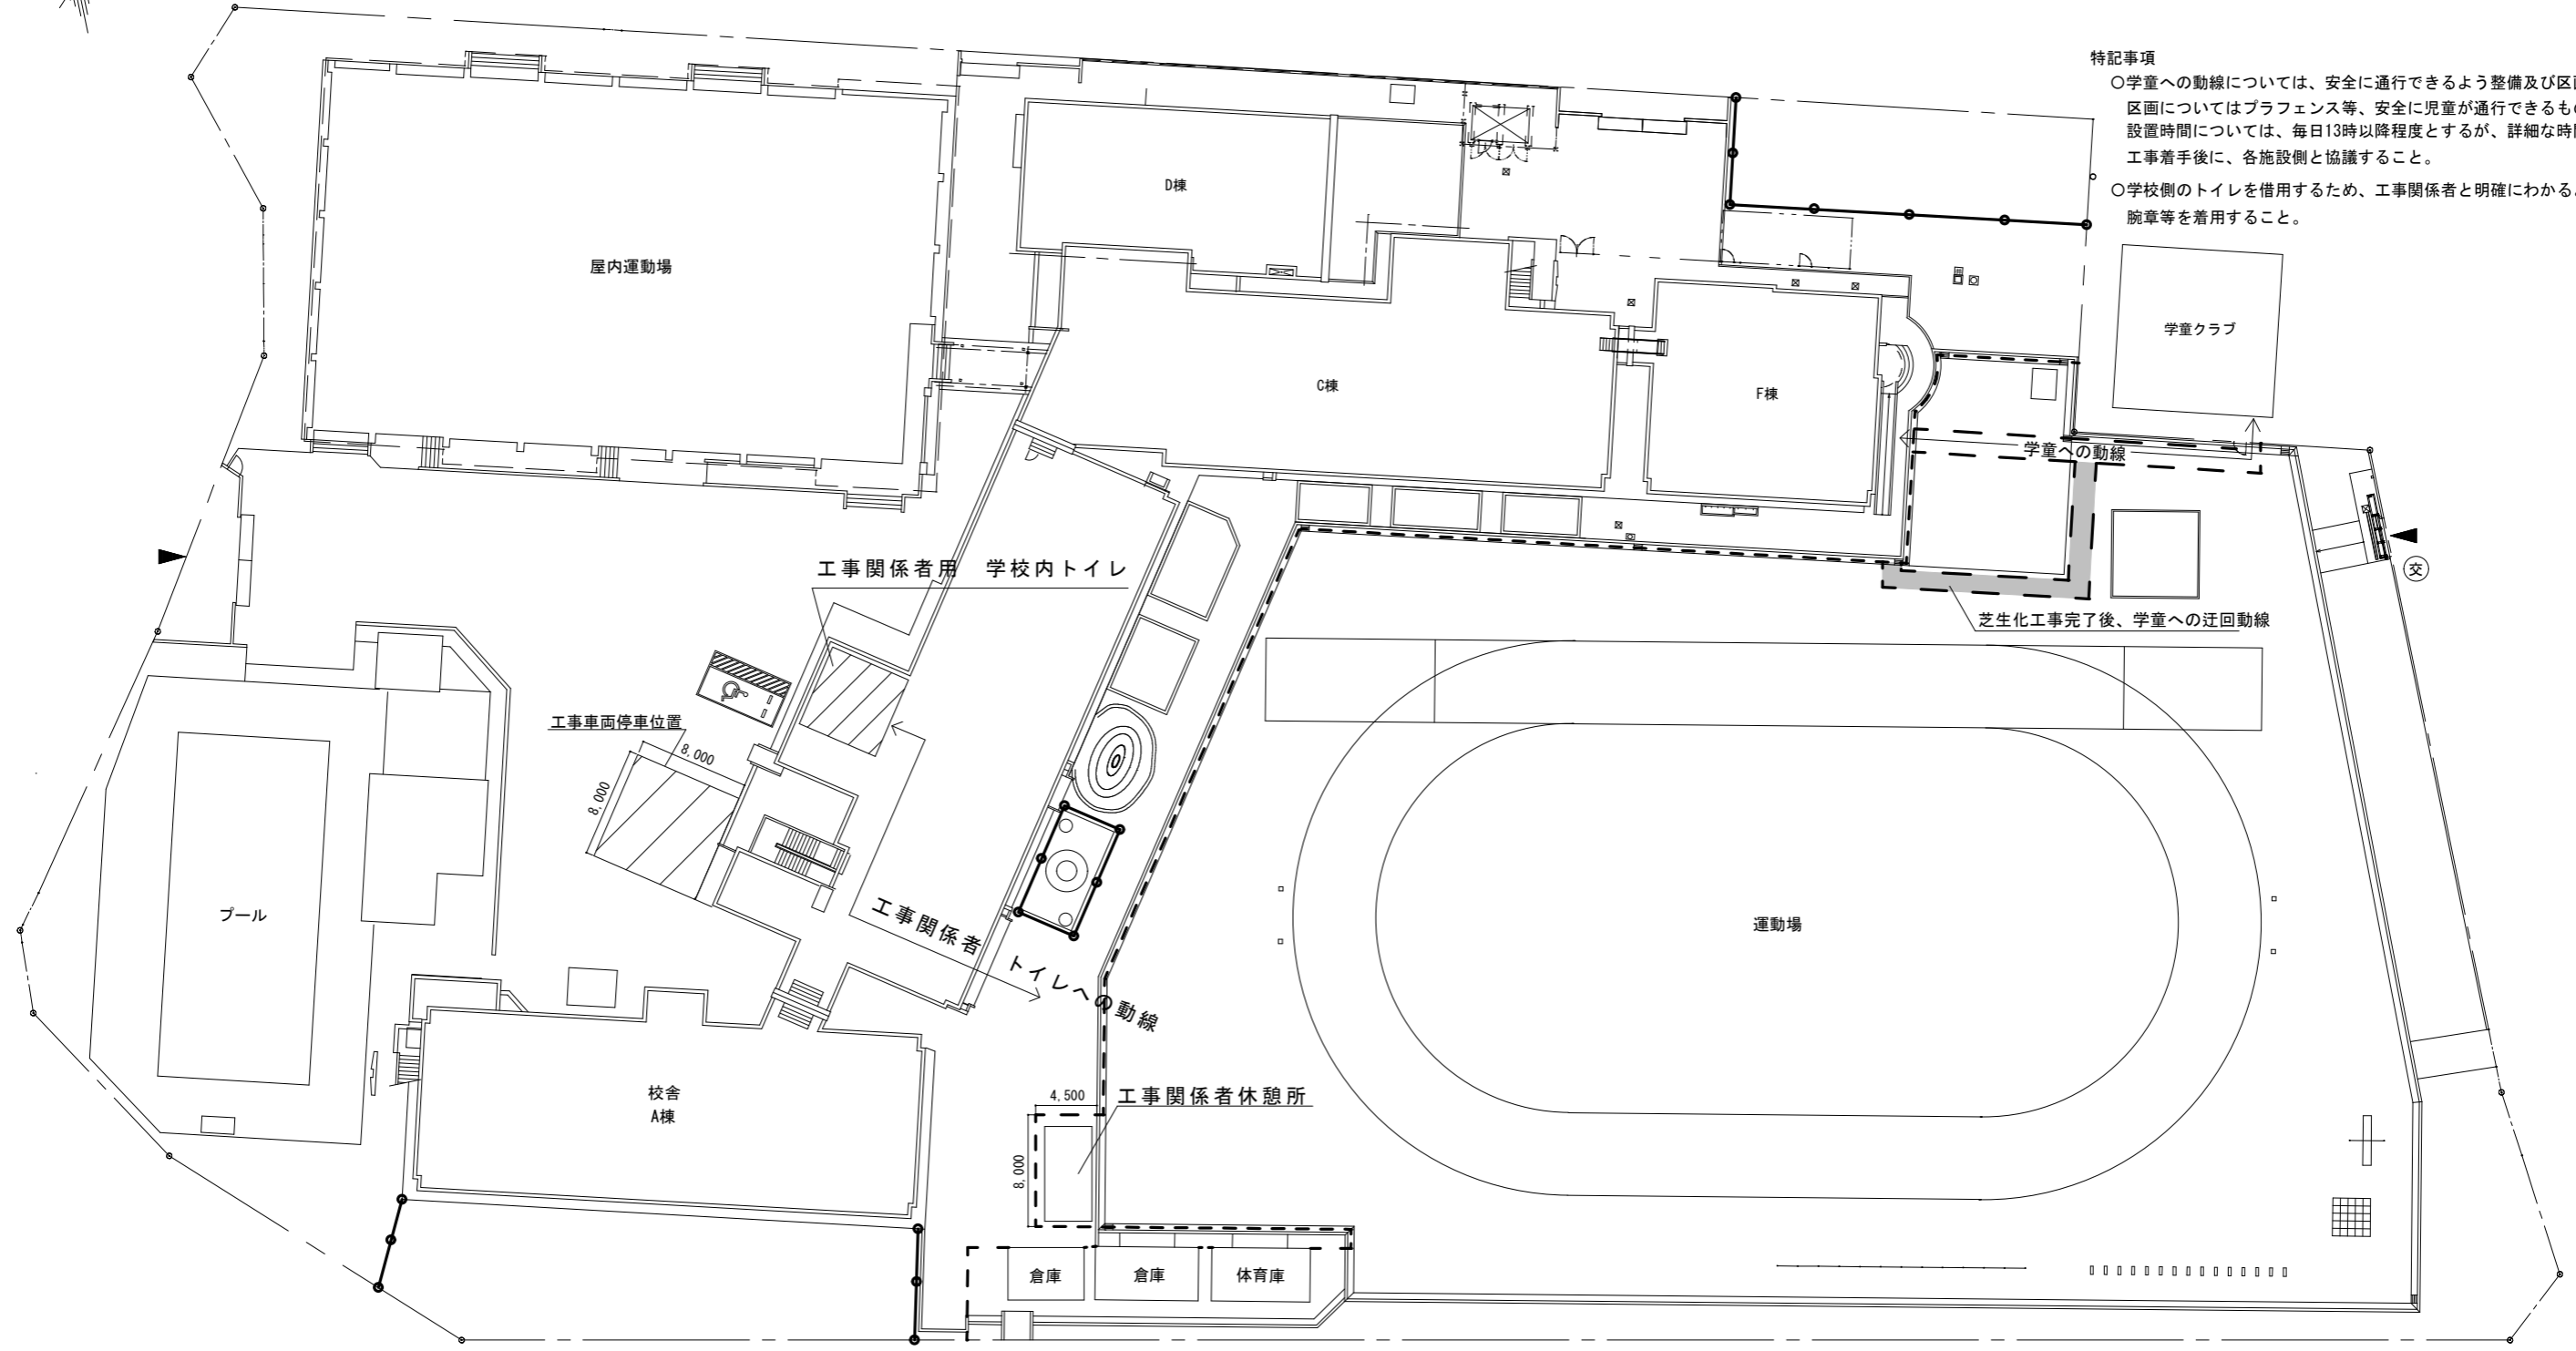 特記事項
○学童への動線については、安全に通行できるよう整備及び区画
区画についてはプラフェンス等、安全に児童が通行できるもの
設置時間については、毎日13時以降程度とするが、詳細な時間
工事着手後に、各施設側と協議すること。
○学校側のトイレを借用するため、工事関係者と明確にわかる
腕章等を着用すること。
D棟
屋内運動場
学童クラブ
C棟
F棟
学童への動線
工事関係者用 学校内トイレ
交
芝生化工事完了後、学童への迂回動線
工事車両停車位置
8,000
8,000
プール
工事関係者 トイレへの動線
運動場
校舎
A棟
4,500
工事関係者休憩所
8,000
倉庫
倉庫
体育庫